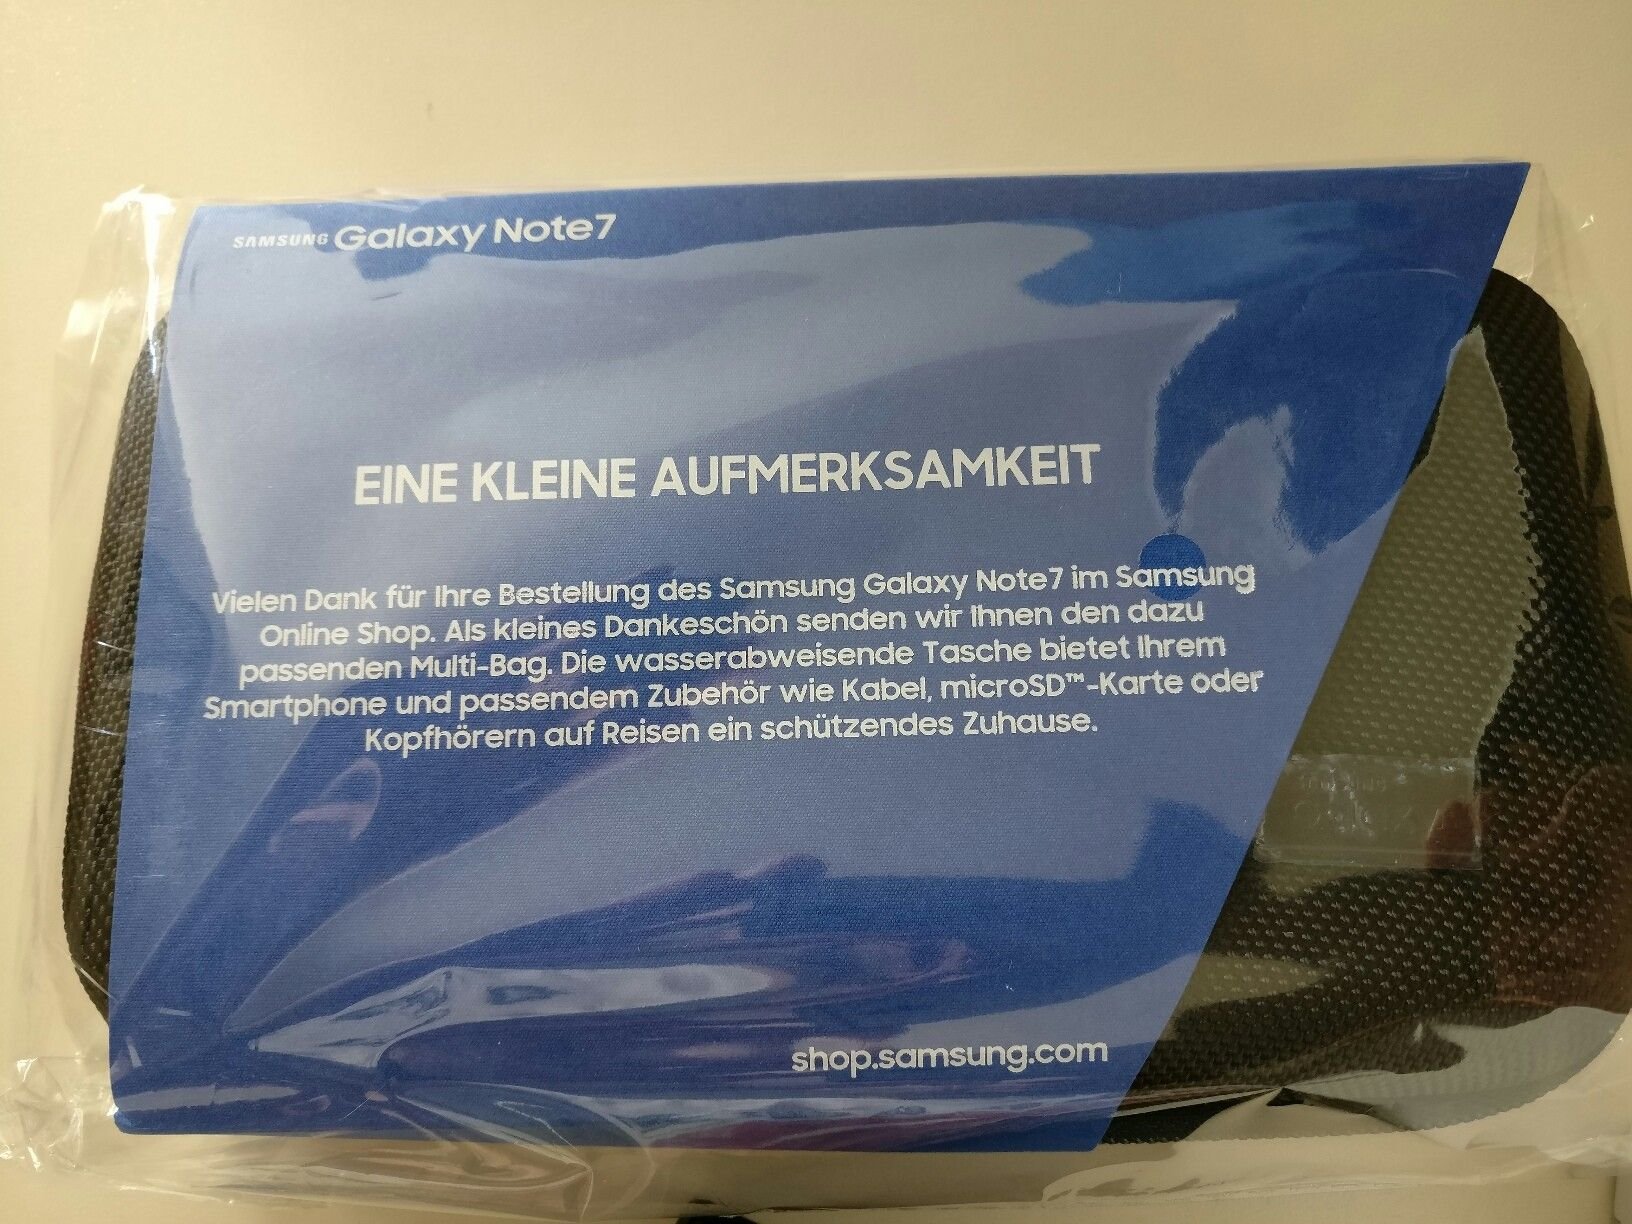 SAMSUNG Galaxy Note7
EINE KLEINE AUFMERKSAMKEIT
Vielen Dank für Ihre Bestellung des Samsung Galaxy Note7 im Samsung
Online Shop. Als kleines Dankeschön senden wir Ihnen den dazu
passenden Multi-Bag. Die wasserabweisende Tasche bietet Ihrem
Smartphone und passendem Zubehör wie Kabel, microSD™-Karte oder
Kopfhörern auf Reisen ein schützendes Zuhause.
shop.samsung.com